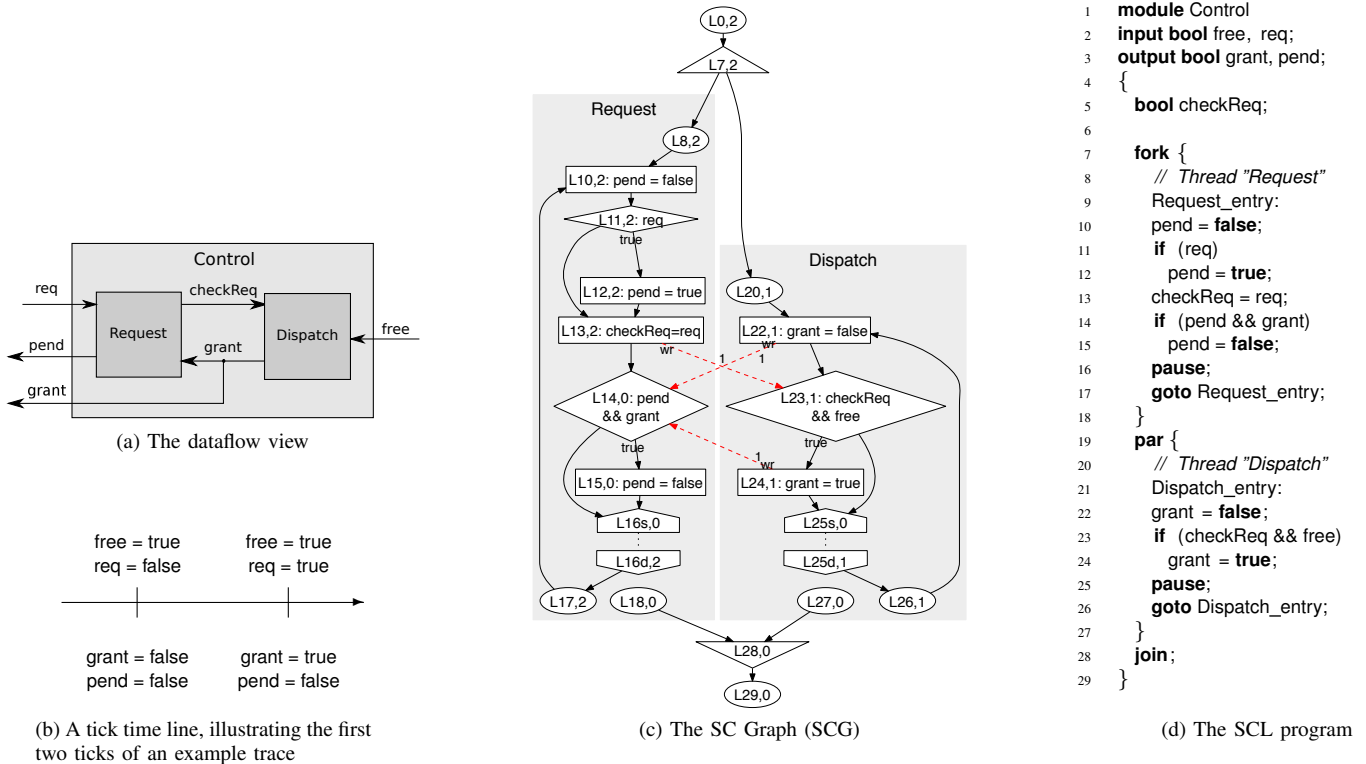 Control
req
checkReq
Request
Dispatch
free
pend
grant
grant
(a) The dataflow view
free = true
req = false
free = true
req = true
grant = false
pend = false
grant = true
pend = false
(b) A tick time line, illustrating the first
two ticks of an example trace
L0,2
L7,2
Request
L8,2
L10,2: pend = false
L11,2: req
true
L12,2: pend = true
L13,2: checkReq=req
wr
1
L14,0: pend
&& grant
true
L15,0: pend = false
L16s,0
L16d,2
L17,2
L18,0
Dispatch
L20,1
L22,1: grant = false
wr
1
L23,1: checkReq
&& free
true
1
wr
L24,1: grant = true
L25s,0
L25d,1
L27,0
L26,1
L28,0
L29,0
(c) The SC Graph (SCG)
1 module Control
2 input bool free, req;
3 output bool grant, pend;
4 {
5 bool checkReq;
6
7 fork {
8 // Thread "Request"
9 Request_entry:
10 pend = false;
11 if (req)
12 pend = true;
13 checkReq = req;
14 if (pend && grant)
15 pend = false;
16 pause;
17 goto Request_entry;
18 }
19 par {
20 // Thread "Dispatch"
21 Dispatch_entry:
22 grant = false;
23 if (checkReq && free)
24 grant = true;
25 pause;
26 goto Dispatch_entry;
27 }
28 join;
29 }
(d) The SCL program